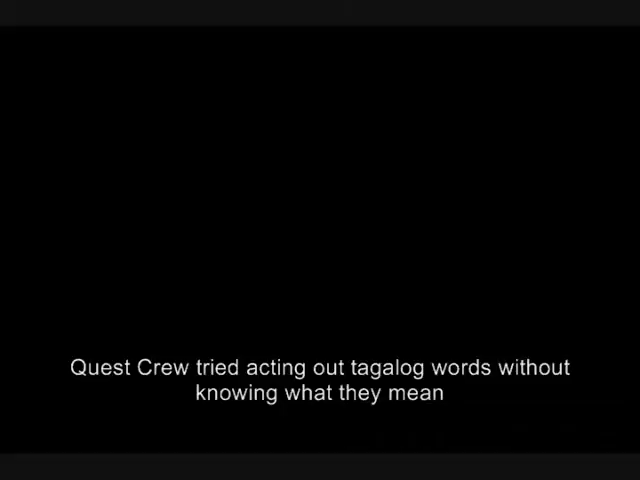 Quest Crew tried acting out tagalog words without
knowing what they mean